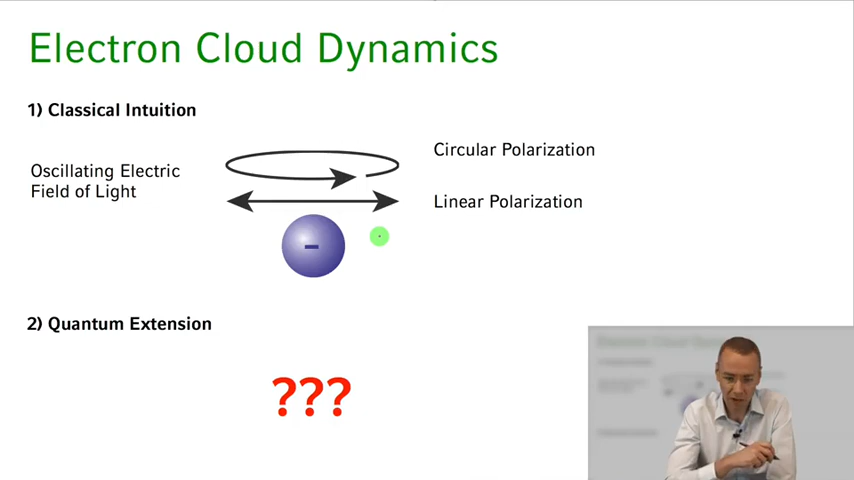 Electron Cloud Dynamics
1) Classical Intuition
Oscillating Electric
Field of Light
Circular Polarization
Linear Polarization
2) Quantum Extension
???